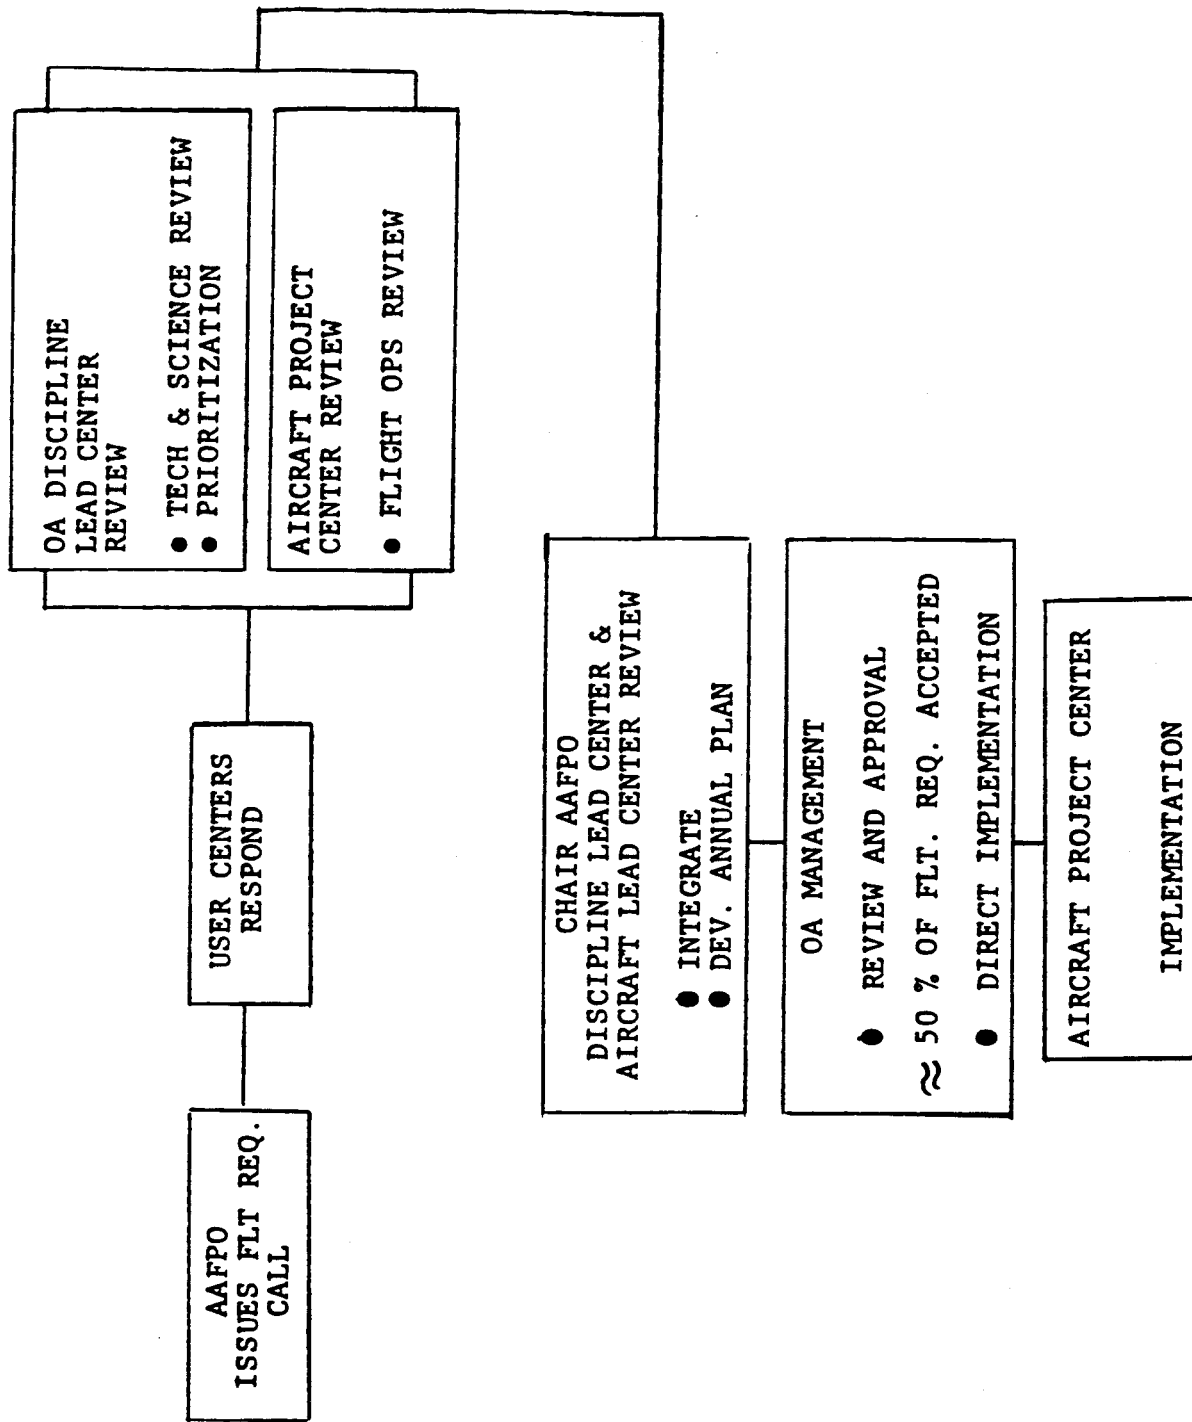 AAFPO
ISSUES FLT REQ.
CALL
USER CENTERS
RESPOND
OA DISCIPLINE
LEAD CENTER
REVIEW
● TECH & SCIENCE REVIEW
● PRIORITIZATION
AIRCRAFT PROJECT
CENTER REVIEW
● FLIGHT OPS REVIEW
CHAIR AAFPO
DISCIPLINE LEAD CENTER &
AIRCRAFT LEAD CENTER REVIEW
● INTEGRATE
● DEV. ANNUAL PLAN
OA MANAGEMENT
● REVIEW AND APPROVAL
≈ 50 % OF FLT. REQ. ACCEPTED
● DIRECT IMPLEMENTATION
AIRCRAFT PROJECT CENTER
IMPLEMENTATION